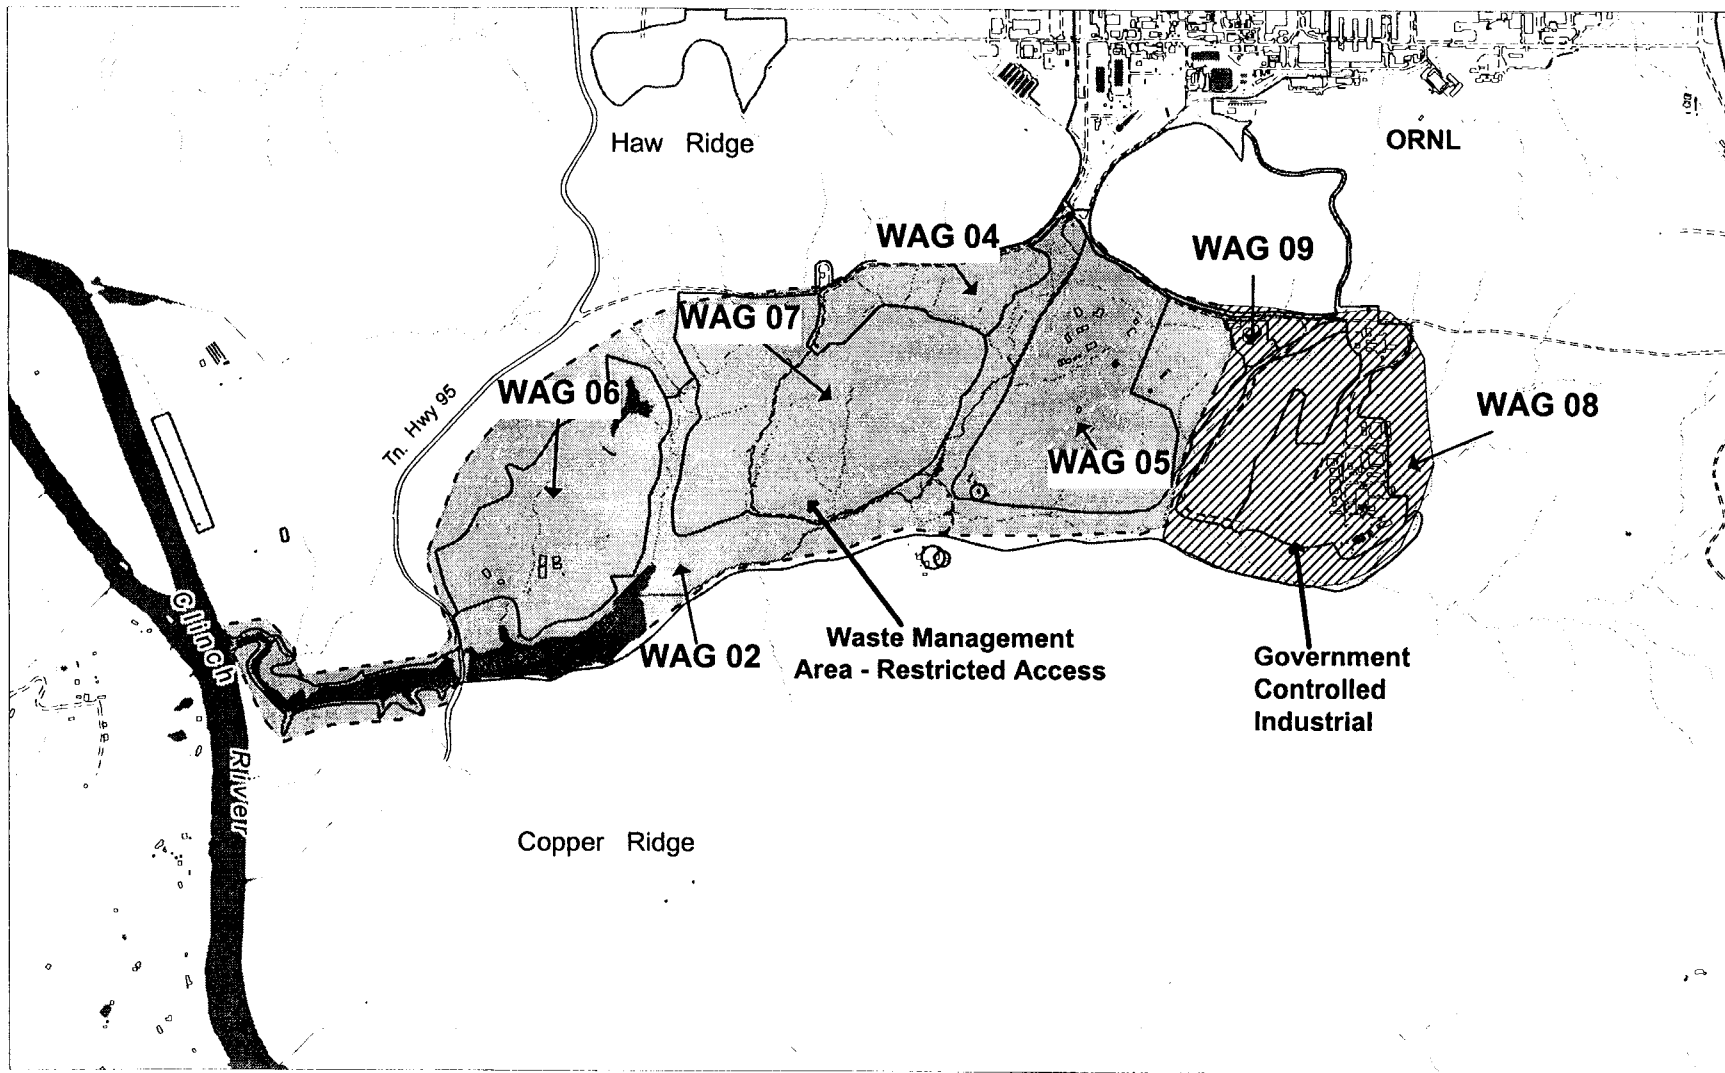 Haw Ridge
ORNL
WAG 04
WAG 09
WAG 07
WAG 06
Tn. Hwy 95
WAG 08
WAG 05
Clinch
River
WAG 02
Waste Management
Area - Restricted Access
Government
Controlled
Industrial
Copper Ridge